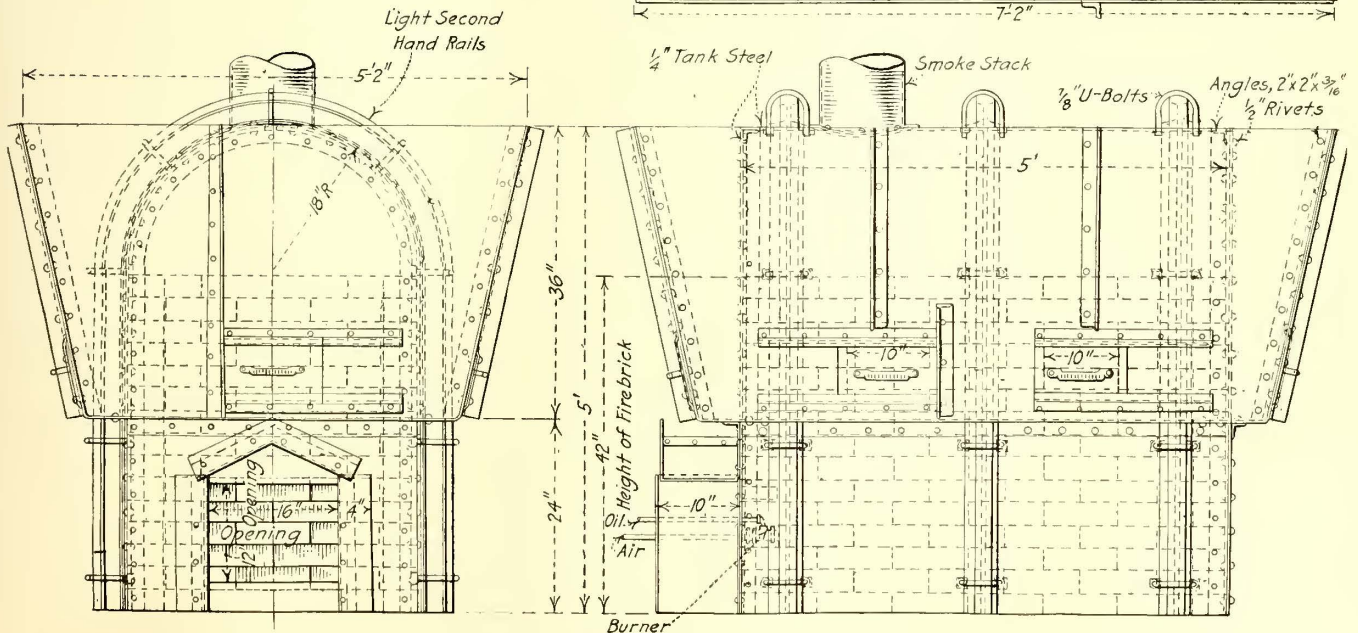 7'-2"
Light Second
Hand Rails
5'-2"
18"R
36"
24"
5'
42"
Height of Firebrick
16"
4"
Opening
Opening
12"
1/4" Tank Steel
Smoke Stack
7/8" U-Bolts
Angles, 2"x2"x3/16"
1/2" Rivets
5'
10"
10"
10"
Oil
Air
Burner